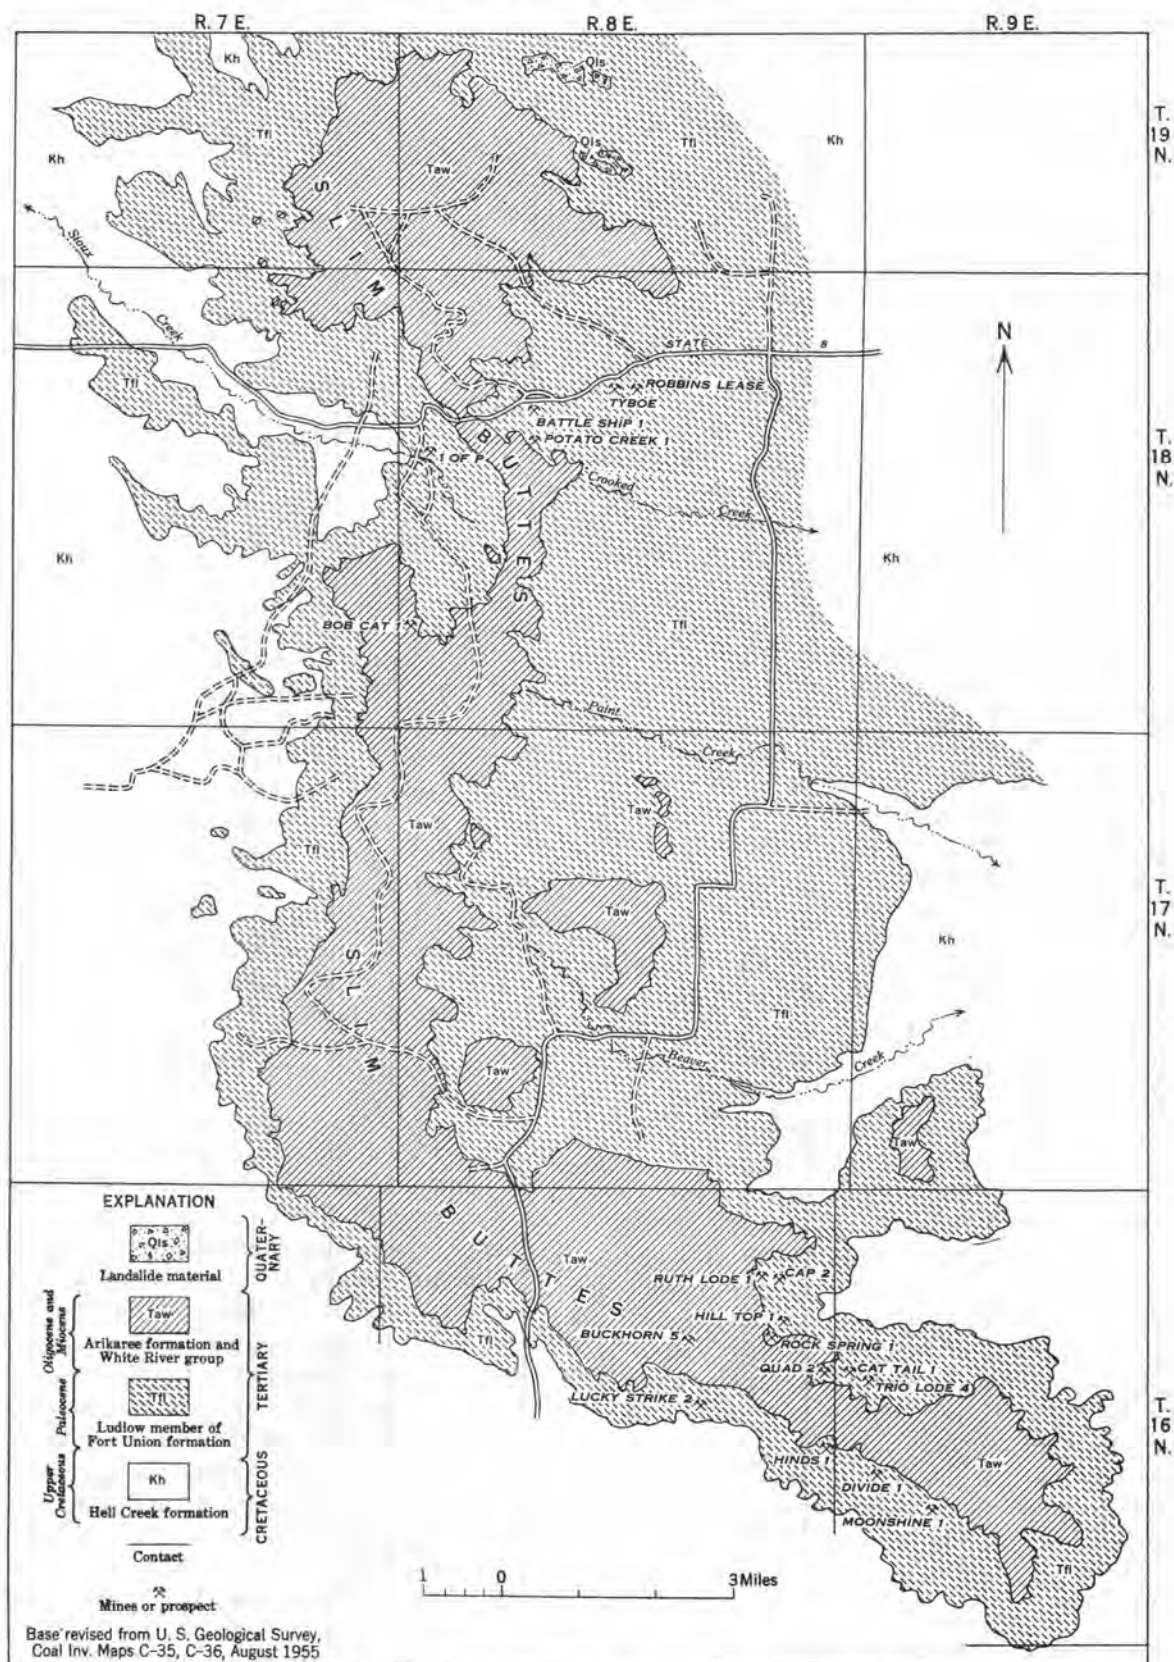 R. 7 E.
R. 8 E.
R. 9 E.
T.
19
N.
T.
18
N.
T.
17
N.
T.
16
N.
Kh
Qls
Tfl
Kh
Taw
Qls
Tfl
Kh
SLIM
Sioux
Creek
N
STATE
8
Tfl
ROBBINS LEASE
TYBOE
BATTLE SHIP 1
POTATO CREEK 1
1 OF P
BUTTES
Crooked
Creek
Kh
Kh
BOB CAT 1
Tfl
Paint
Creek
Taw
Taw
Tfl
Taw
Kh
SLIM
Tfl
Beaver
Creek
Taw
Taw
BUTTES
Taw
RUTH LODE 1
CAP 2
HILL TOP 1
BUCKHORN 5
ROCK SPRING 1
Tfl
QUAD 2
CAT TAIL 1
TRIO LODE 4
LUCKY STRIKE 2
HINDS 1
Taw
DIVIDE 1
MOONSHINE 1
Tfl
EXPLANATION
Qls
Landslide material
QUATER-
NARY
Taw
Arikaree formation and
White River group
Oligocene and
Miocene
Tfl
Ludlow member of
Fort Union formation
Paleocene
TERTIARY
Kh
Hell Creek formation
Upper
Cretaceous
CRETACEOUS
Contact
Mines or prospect
1 0 3 Miles
Base revised from U. S. Geological Survey,
Coal Inv. Maps C-35, C-36, August 1955